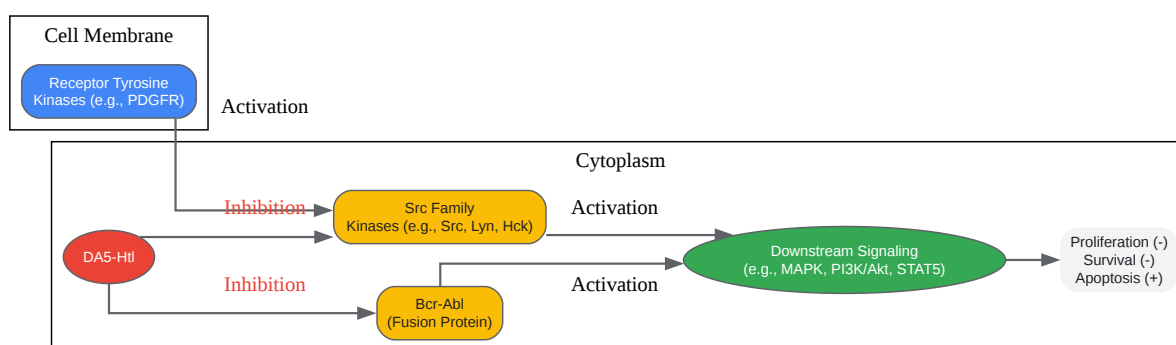 Cell Membrane
Receptor Tyrosine
Kinases (e.g., PDGFR)
Activation
Cytoplasm
Inhibition
Src Family
Kinases (e.g., Src, Lyn, Hck)
Activation
DA5-Htl
Downstream Signaling
(e.g., MAPK, PI3K/Akt, STAT5)
Proliferation (-)
Survival (-)
Apoptosis (+)
Inhibition
Bcr-Abl
(Fusion Protein)
Activation